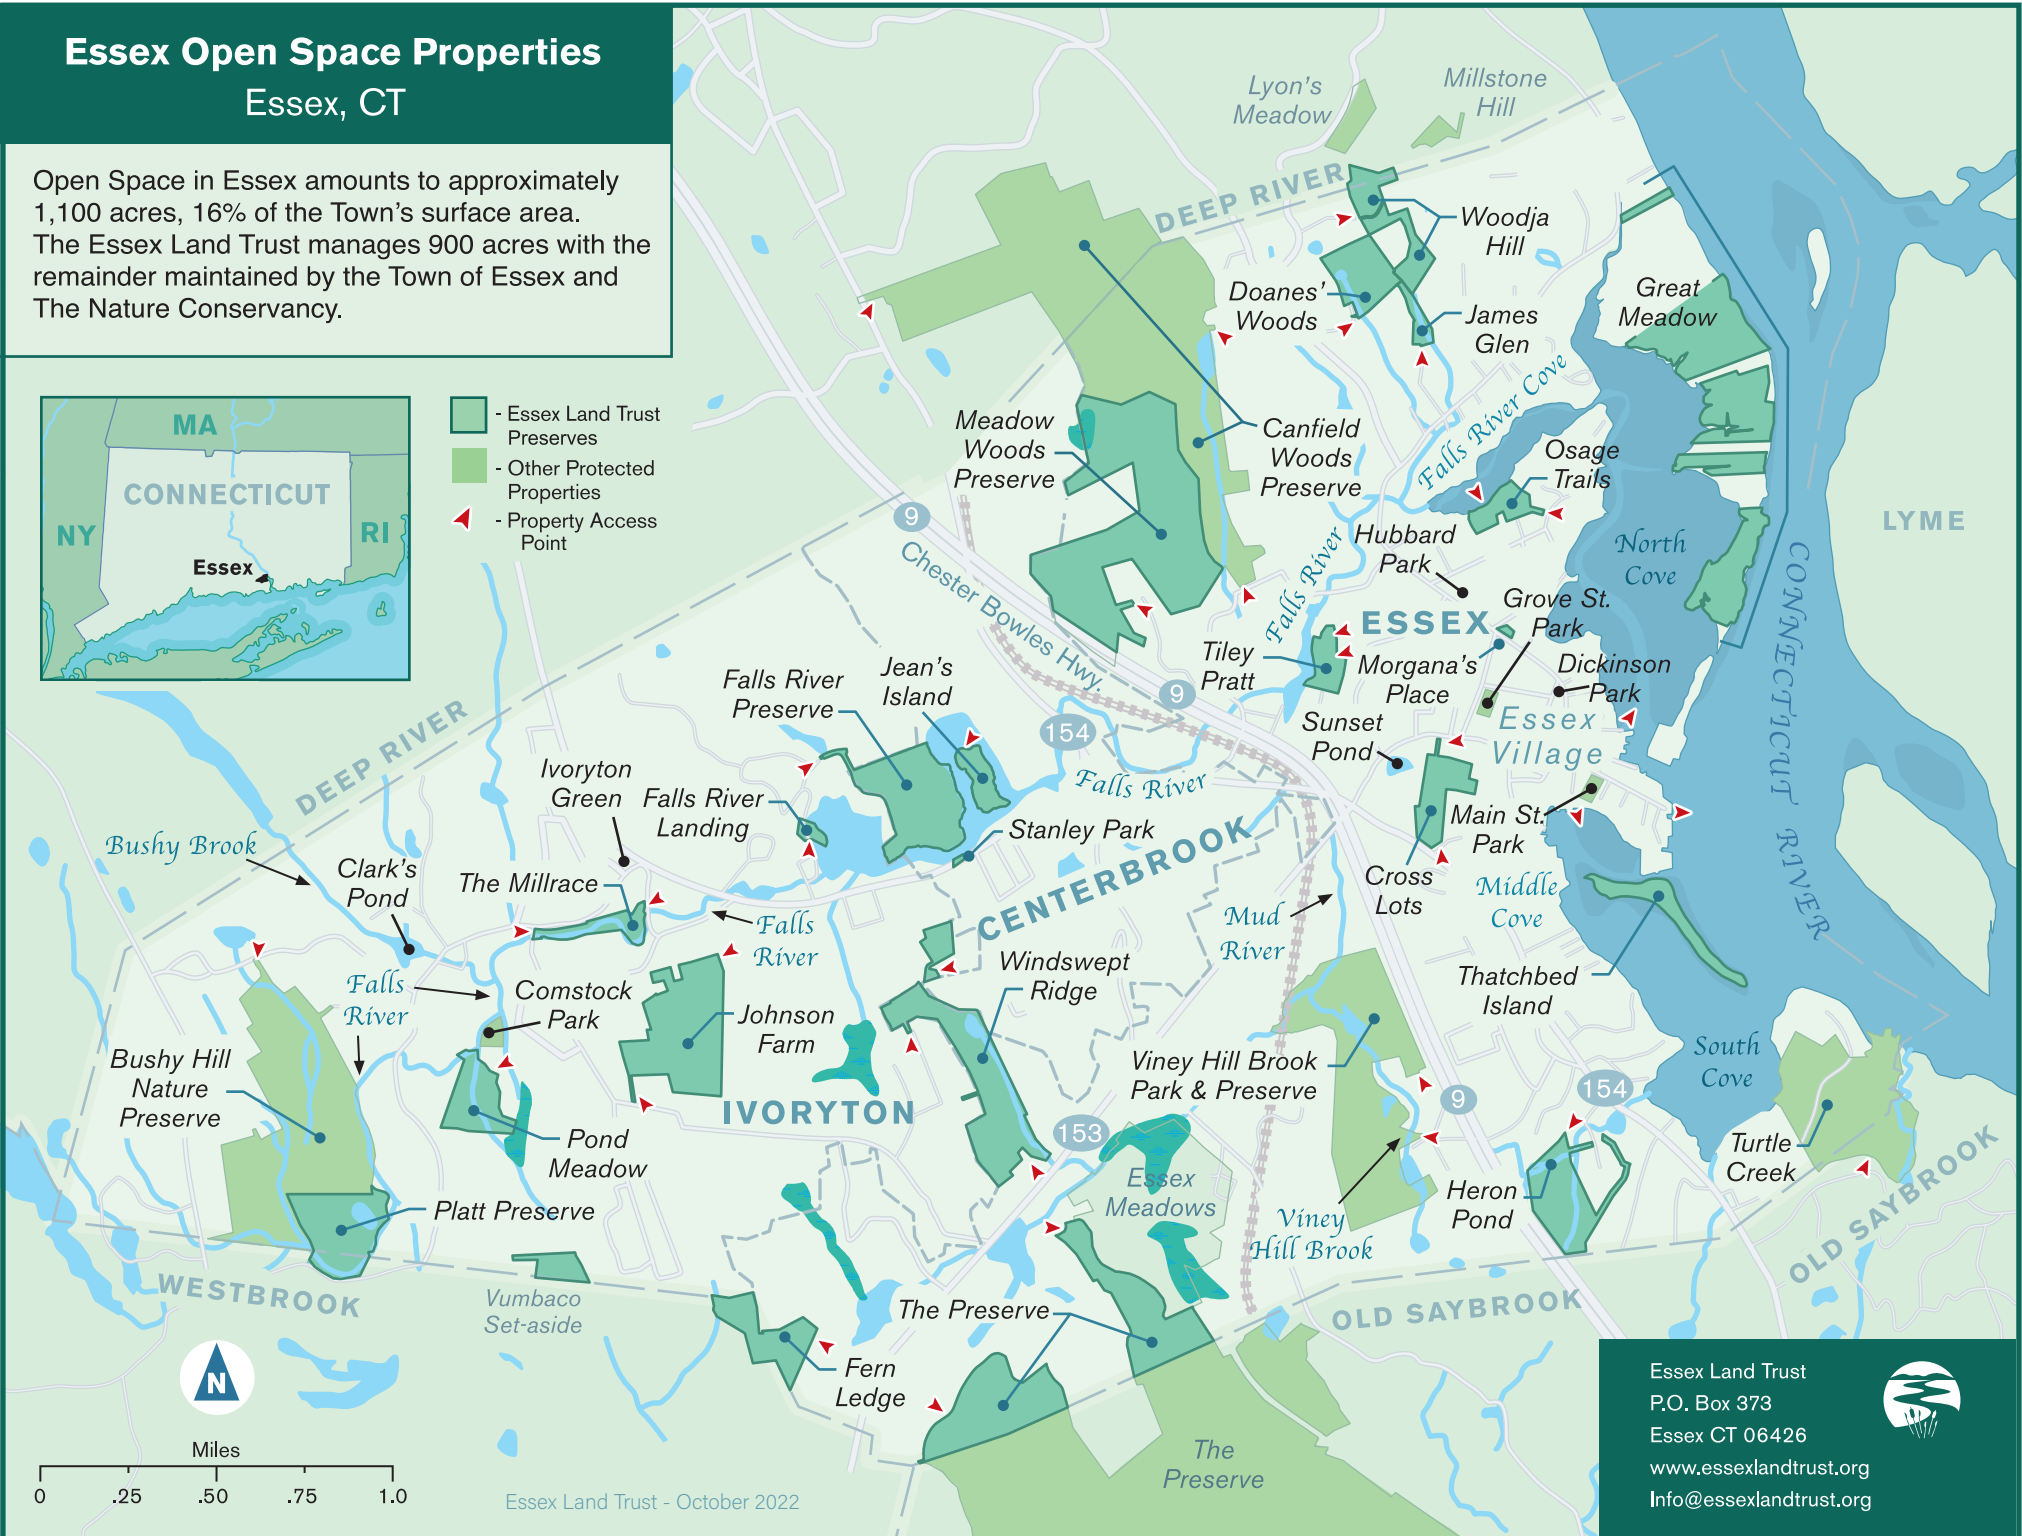 Essex Open Space Properties
Essex, CT
Open Space in Essex amounts to approximately
1,100 acres, 16% of the Town's surface area.
The Essex Land Trust manages 900 acres with the
remainder maintained by the Town of Essex and
The Nature Conservancy.
MA
CONNECTICUT
NY
RI
Essex
- Essex Land Trust
Preserves
- Other Protected
Properties
- Property Access
Point
Lyon's
Meadow
Millstone
Hill
DEEP RIVER
Woodja
Hill
Doanes'
Woods
James
Glen
Great
Meadow
Falls River Cove
Meadow
Woods
Preserve
Canfield
Woods
Preserve
Osage
Trails
9
Chester Bowles Hwy.
LYME
North
Cove
Hubbard
Park
Falls River
ESSEX
Grove St.
Park
CONNECTICUT RIVER
Tiley
Pratt
Morgana's
Place
Dickinson
Park
9
154
Falls River
Preserve
Jean's
Island
Sunset
Pond
Essex
Village
DEEP RIVER
Ivoryton
Green
Falls River
Landing
Falls River
Stanley Park
Main St.
Park
CENTERBROOK
Bushy Brook
Clark's
Pond
The Millrace
Cross
Lots
Middle
Cove
Falls
River
Mud
River
Windswept
Ridge
Thatchbed
Island
Falls
River
Comstock
Park
Johnson
Farm
South
Cove
Bushy Hill
Nature
Preserve
Viney Hill Brook
Park & Preserve
9
154
IVORYTON
153
Pond
Meadow
Essex
Meadows
Turtle
Creek
Heron
Pond
Platt Preserve
Viney
Hill Brook
OLD SAYBROOK
WESTBROOK
Vumbaco
Set-aside
The Preserve
OLD SAYBROOK
Fern
Ledge
N
The
Preserve
Miles
0 .25 .50 .75 1.0
Essex Land Trust - October 2022
Essex Land Trust
P.O. Box 373
Essex CT 06426
www.essexlandtrust.org
Info@essexlandtrust.org